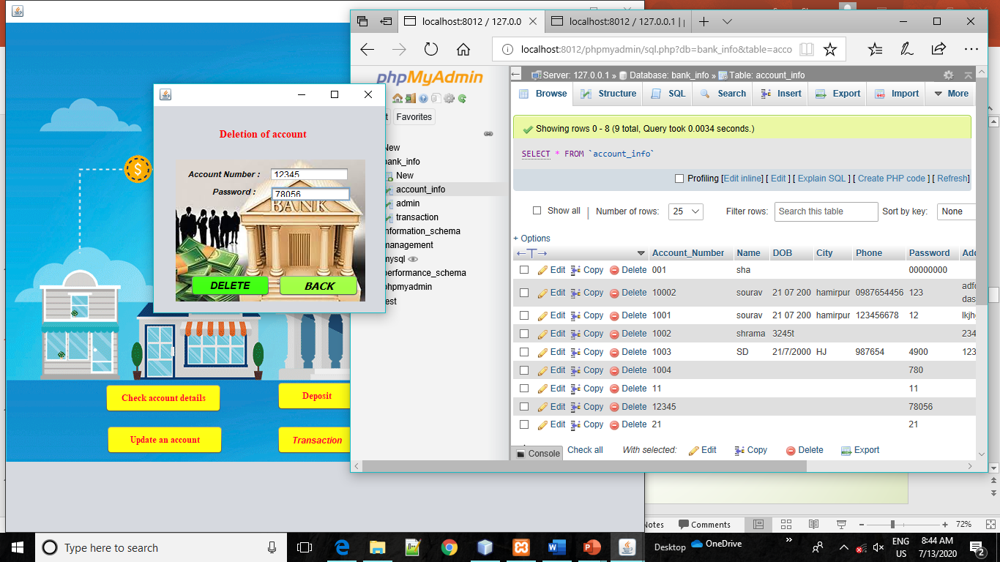 localhost:8012 / 127.0.0
localhost:8012 / 127.0.0.1 |
localhost:8012/phpmyadmin/sql.php?db=bank_info&table=acco
phpMyAdmin
Favorites
New
bank_info
New
account_info
admin
transaction
information_schema
management
mysql
performance_schema
phpmyadmin
test
Server: 127.0.0.1 » Database: bank_info » Table: account_info
Browse Structure SQL Search Insert Export Import More
Showing rows 0 - 8 (9 total, Query took 0.0034 seconds.)
SELECT * FROM `account_info`
Profiling [Edit inline] [ Edit ] [ Explain SQL ] [ Create PHP code ] [ Refresh]
Show all | Number of rows: 25 Filter rows: Search this table Sort by key: None
+ Options
←T→ Account_Number Name DOB City Phone Password Add
Edit Copy Delete 001 sha 00000000
Edit Copy Delete 10002 sourav 21 07 200 hamirpur 0987654456 123 adfd
das
Edit Copy Delete 1001 sourav 21 07 200 hamirpur 123456678 12 lkjh
Edit Copy Delete 1002 shrama 3245t 234
Edit Copy Delete 1003 SD 21/7/2000 HJ 987654 4900 123
Edit Copy Delete 1004 780
Edit Copy Delete 11 11
Edit Copy Delete 12345 78056
Edit Copy Delete 21 21
Console Check all With selected: Edit Copy Delete Export
Deletion of account
Account Number : 12345
Password : 78056
BANK
DELETE BACK
$
Check account details Deposit
Update an account Transaction
Notes Comments 72%
Type here to search
Desktop OneDrive
ENG 8:44 AM
US 7/13/2020
2